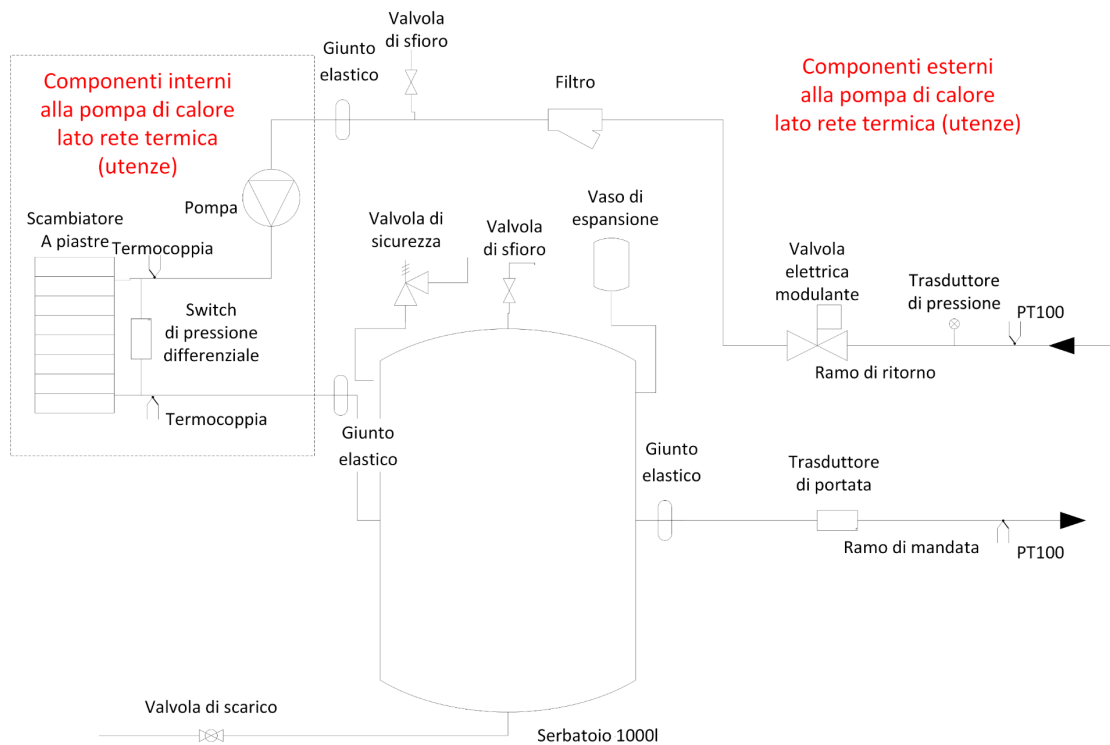 Valvola
di sfioro
Giunto
elastico
Componenti interni
alla pompa di calore
lato rete termica
(utenze)
Filtro
Componenti esterni
alla pompa di calore
lato rete termica (utenze)
Pompa
Scambiatore
A piastre
Termocoppia
Valvola di
sicurezza
Valvola
di sfioro
Vaso di
espansione
Valvola
elettrica
modulante
Trasduttore
di pressione
PT100
Switch
di pressione
differenziale
Ramo di ritorno
Termocoppia
Giunto
elastico
Giunto
elastico
Trasduttore
di portata
Ramo di mandata
PT100
Valvola di scarico
Serbatoio 1000l